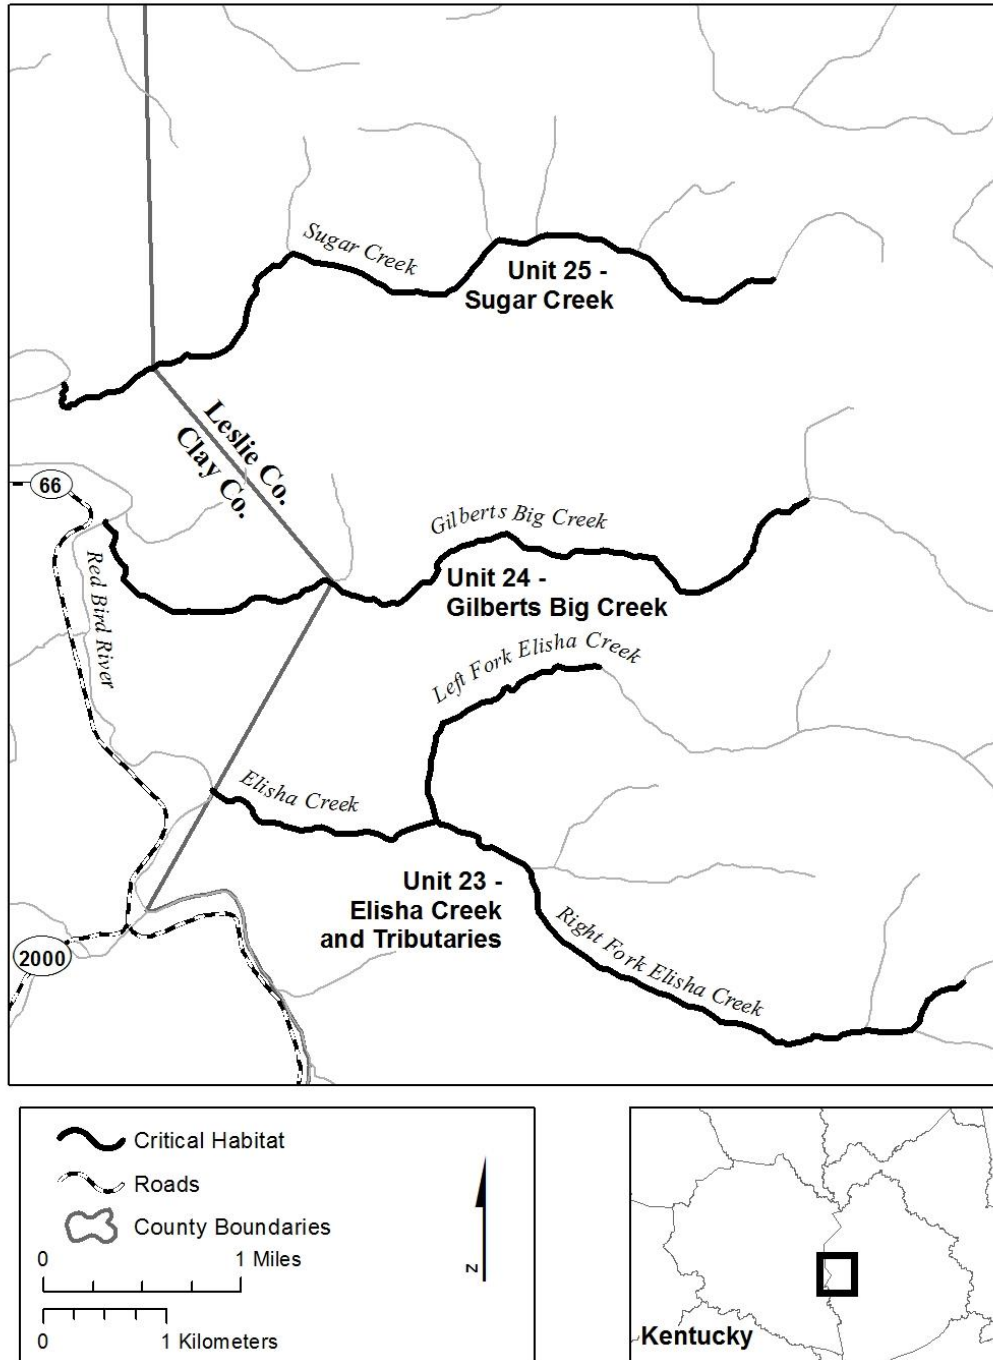 Sugar Creek
Unit 25 -
Sugar Creek
Leslie Co.
Clay Co.
66
Gilberts Big Creek
Red Bird River
Unit 24 -
Gilberts Big Creek
Left Fork Elisha Creek
Elisha Creek
Unit 23 -
Elisha Creek
and Tributaries
Right Fork Elisha Creek
2000
Critical Habitat
Roads
County Boundaries
0 1 Miles
0 1 Kilometers
N
Kentucky